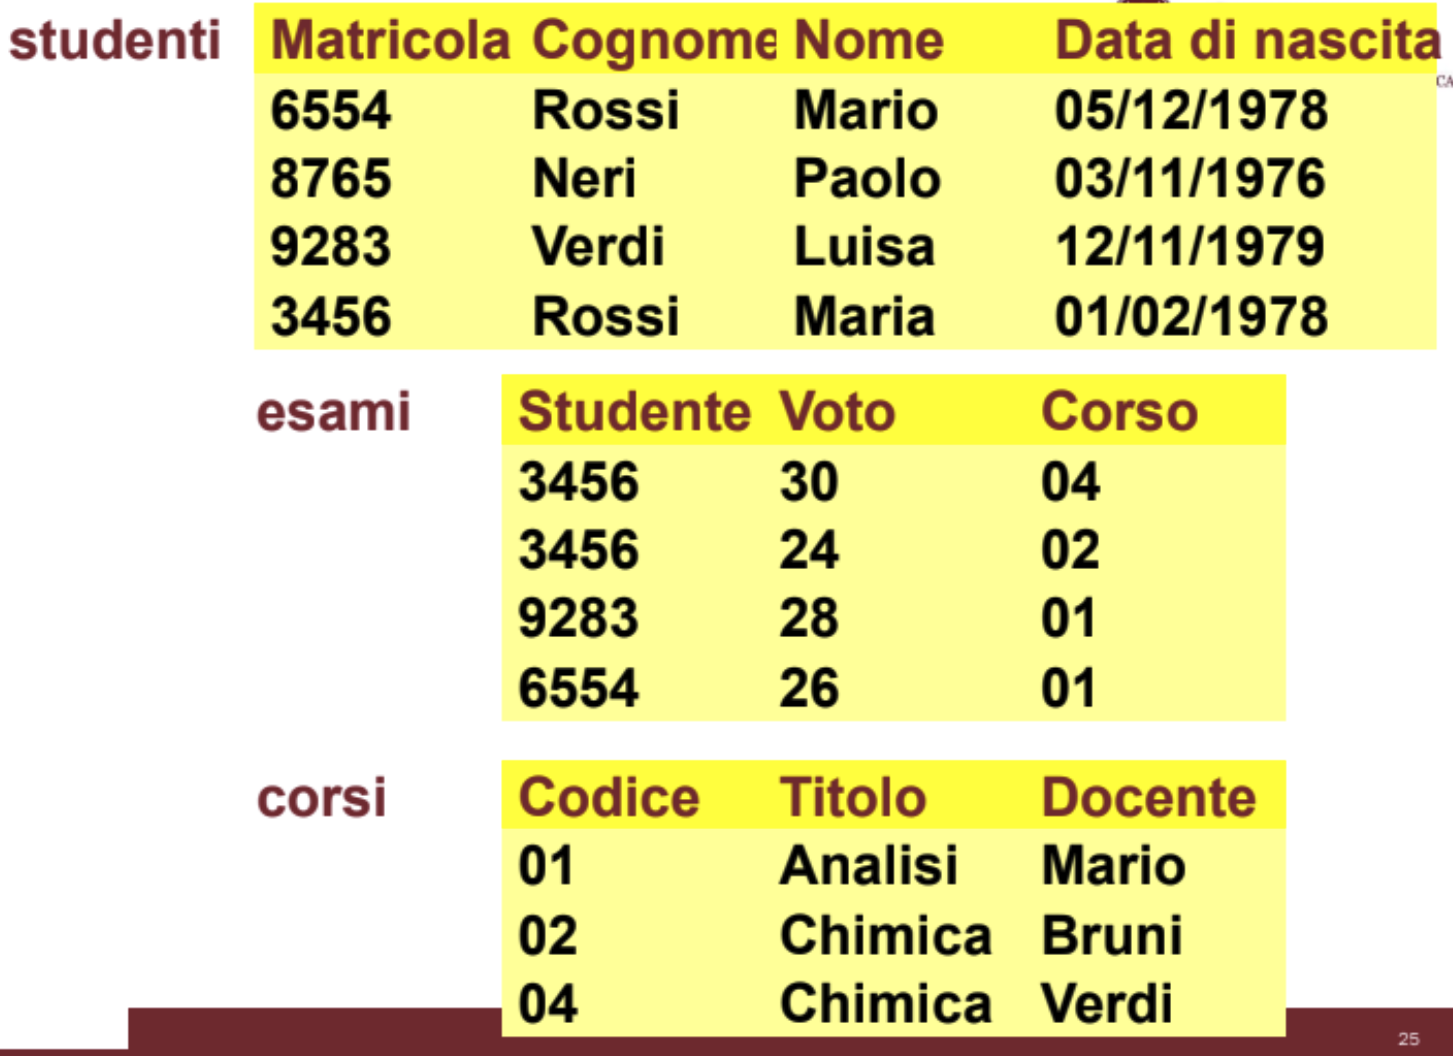 studenti Matricola Cognome Nome Data di nascita
CA
6554 Rossi Mario 05/12/1978
8765 Neri Paolo 03/11/1976
9283 Verdi Luisa 12/11/1979
3456 Rossi Maria 01/02/1978
esami Studente Voto Corso
3456 30 04
3456 24 02
9283 28 01
6554 26 01
corsi Codice Titolo Docente
01 Analisi Mario
02 Chimica Bruni
04 Chimica Verdi
25